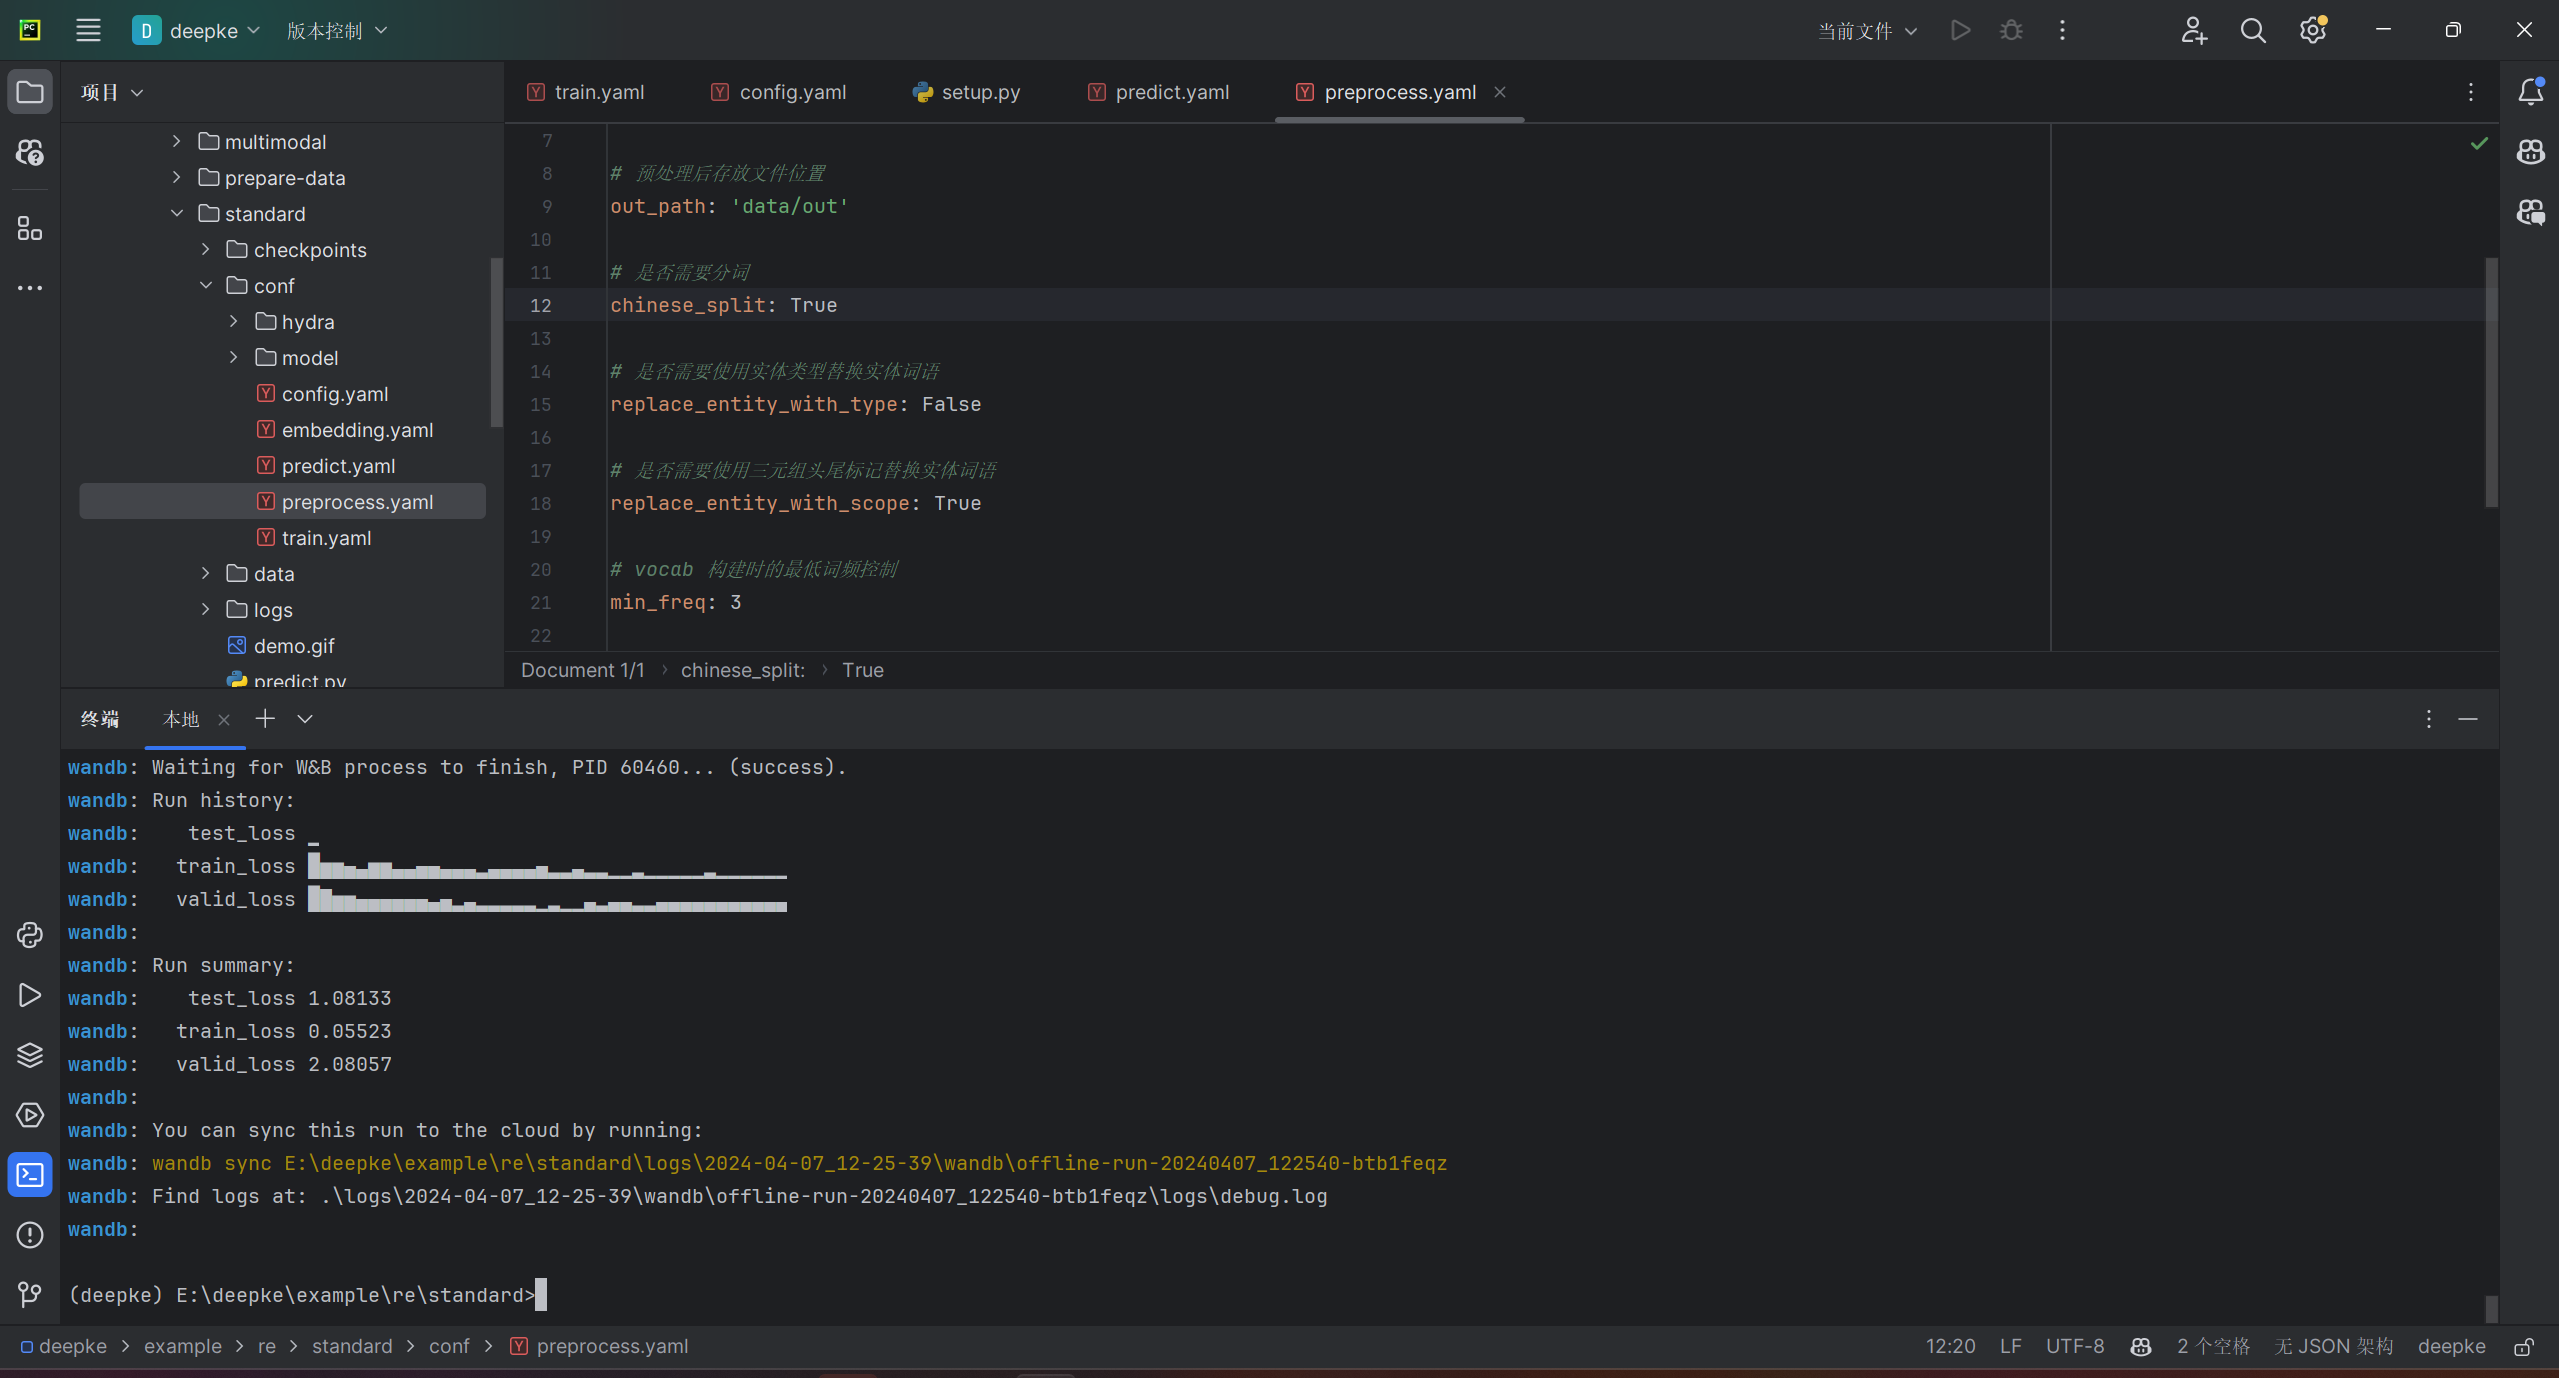 PC
D deepke 版本控制 当前文件
项目
multimodal
prepare-data
standard
checkpoints
conf
hydra
model
Y config.yaml
Y embedding.yaml
Y predict.yaml
Y preprocess.yaml
Y train.yaml
data
logs
demo.gif
predict.py
Y train.yaml Y config.yaml setup.py Y predict.yaml Y preprocess.yaml
7
8 # 预处理后存放文件位置
9 out_path: 'data/out'
10
11 # 是否需要分词
12 chinese_split: True
13
14 # 是否需要使用实体类型替换实体词语
15 replace_entity_with_type: False
16
17 # 是否需要使用三元组头尾标记替换实体词语
18 replace_entity_with_scope: True
19
20 # vocab 构建时的最低词频控制
21 min_freq: 3
22
Document 1/1 › chinese_split: › True
终端 本地
wandb: Waiting for W&B process to finish, PID 60460... (success).
wandb: Run history:
wandb: test_loss
wandb: train_loss
wandb: valid_loss
wandb:
wandb: Run summary:
wandb: test_loss 1.08133
wandb: train_loss 0.05523
wandb: valid_loss 2.08057
wandb:
wandb: You can sync this run to the cloud by running:
wandb: wandb sync E:\deepke\example\re\standard\logs\2024-04-07_12-25-39\wandb\offline-run-20240407_122540-btb1feqz
wandb: Find logs at: .\logs\2024-04-07_12-25-39\wandb\offline-run-20240407_122540-btb1feqz\logs\debug.log
wandb:
(deepke) E:\deepke\example\re\standard>
deepke › example › re › standard › conf › Y preprocess.yaml 12:20 LF UTF-8 2 个空格 无 JSON 架构 deepke